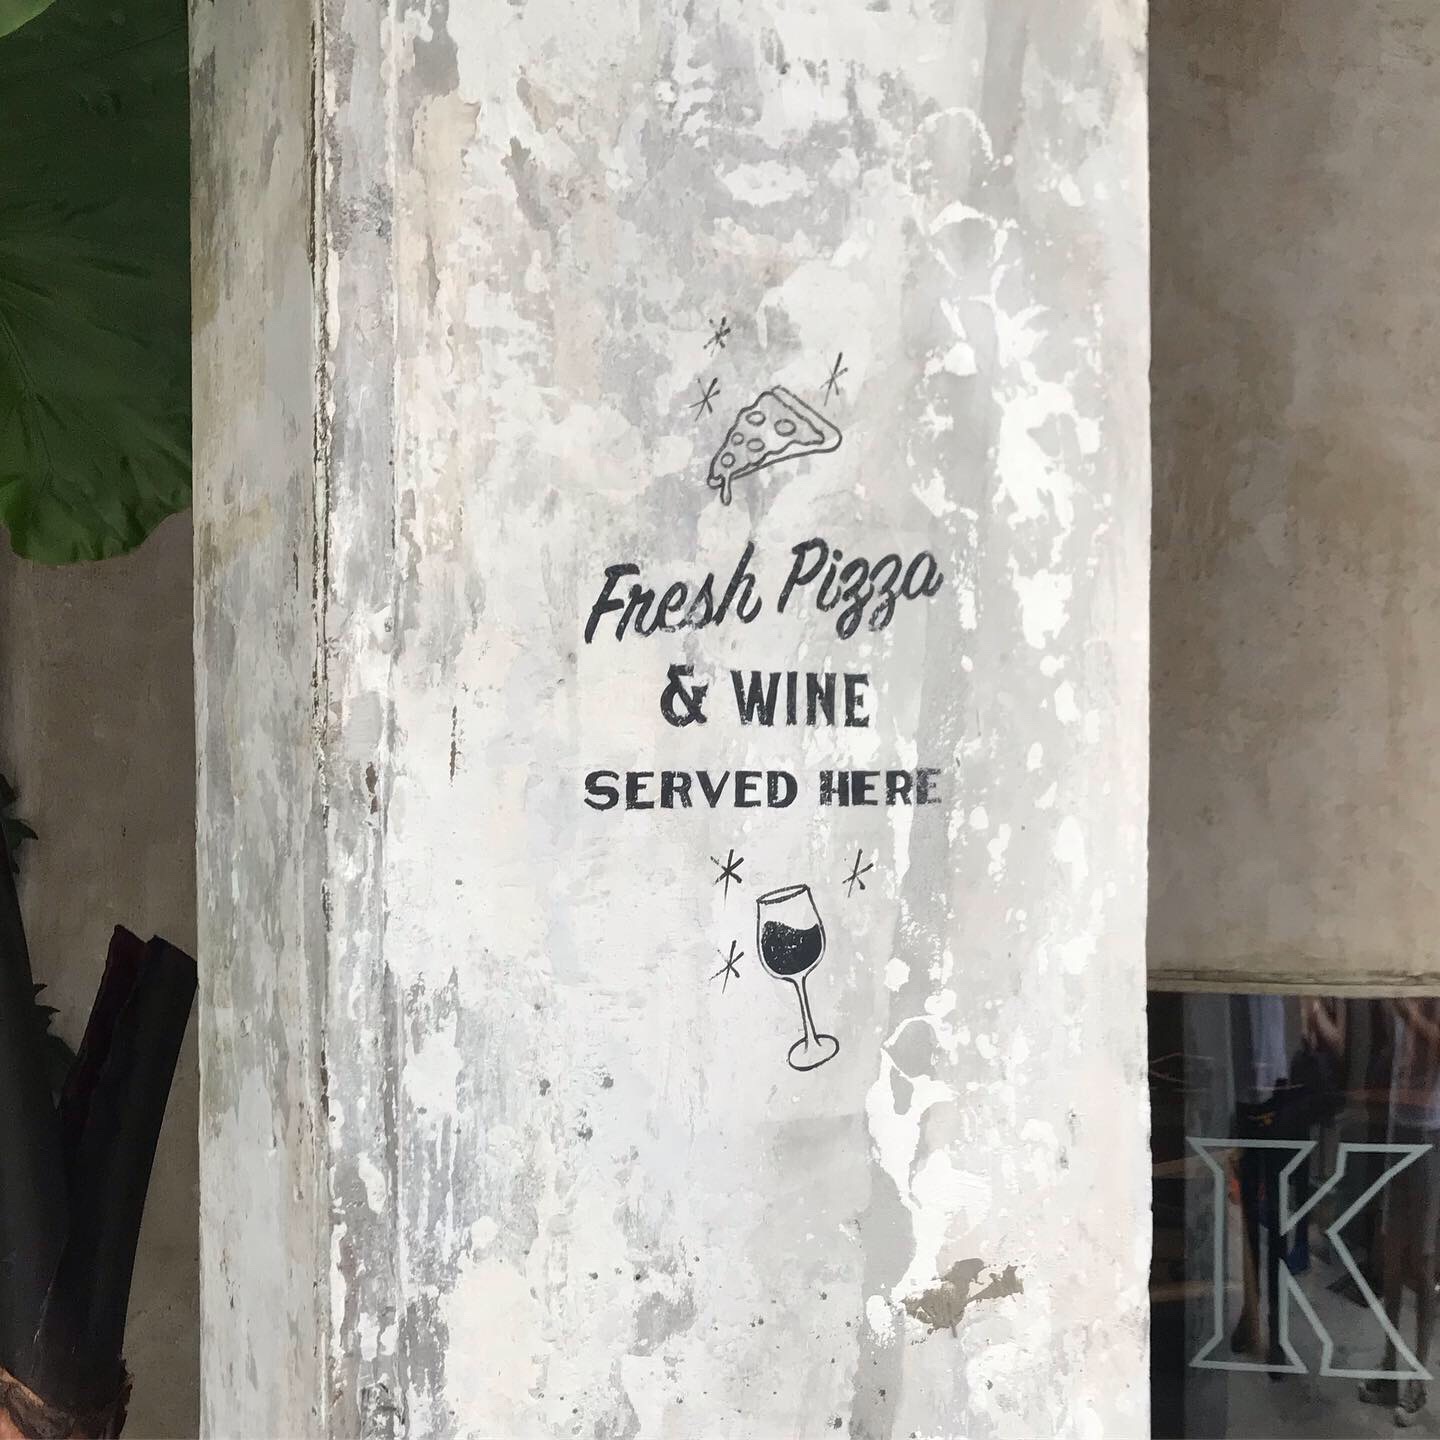 Fresh Pizza
& WINE
SERVED HERE
K